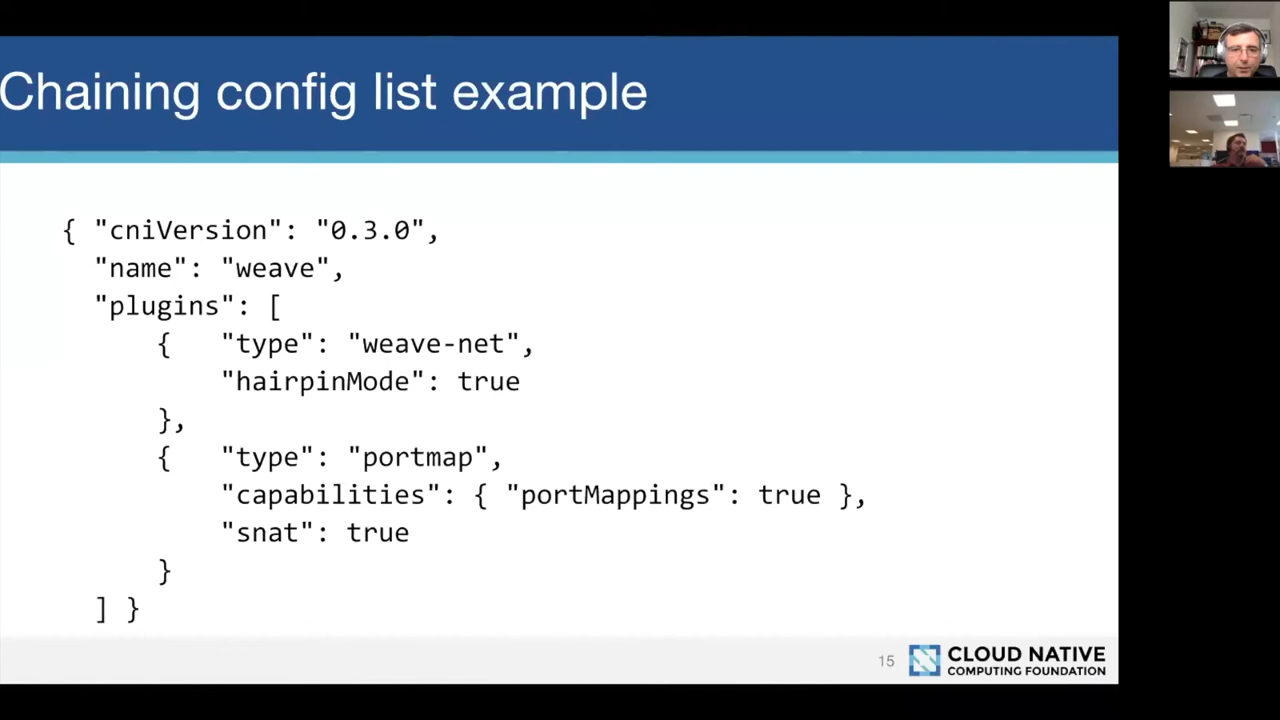 Chaining config list example
{ "cniVersion": "0.3.0",
"name": "weave",
"plugins": [
{ "type": "weave-net",
"hairpinMode": true
},
{ "type": "portmap",
"capabilities": { "portMappings": true },
"snat": true
}
] }
15
CLOUD NATIVE
COMPUTING FOUNDATION